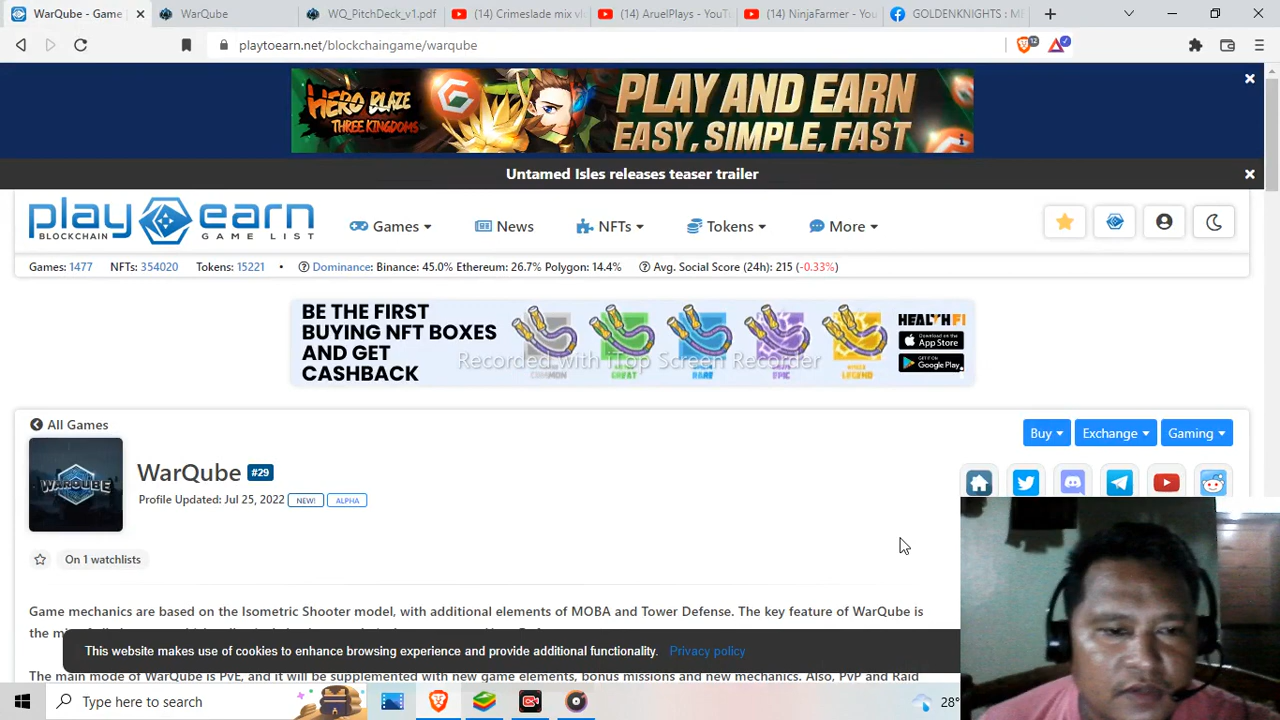 WarQube - Game
WarQube
WQ_PitchDeck_v1.pdf
(14) Crimeslade mix vl
(14) AruelPlays - YouT
(14) NinjaFarmer - You
GOLDENKNIGHTS : M
playtoearn.net/blockchaingame/warqube
12
HERO BLAZE
THREE KINGDOMS
PLAY AND EARN
EASY, SIMPLE, FAST
Untamed Isles releases teaser trailer
play earn
BLOCKCHAIN GAME LIST
Games
News
NFTs
Tokens
More
Games: 1477 NFTs: 354020 Tokens: 15221 • Dominance: Binance: 45.0% Ethereum: 26.7% Polygon: 14.4% Avg. Social Score (24h): 215 (-0.33%)
BE THE FIRST
BUYING NFT BOXES
AND GET
CASHBACK
COMMON
GREAT
RARE
EPIC
LEGEND
HEALTHFI
App Store
Google Play
Recorded with iTop Screen Recorder
All Games
Buy
Exchange
Gaming
WARQUBE
WarQube #29
Profile Updated: Jul 25, 2022 NEW! ALPHA
On 1 watchlists
Game mechanics are based on the Isometric Shooter model, with additional elements of MOBA and Tower Defense. The key feature of WarQube is
This website makes use of cookies to enhance browsing experience and provide additional functionality. Privacy policy
The main mode of WarQube is PvE, and it will be supplemented with new game elements, bonus missions and new mechanics. Also, PvP and Raid
Type here to search
28°